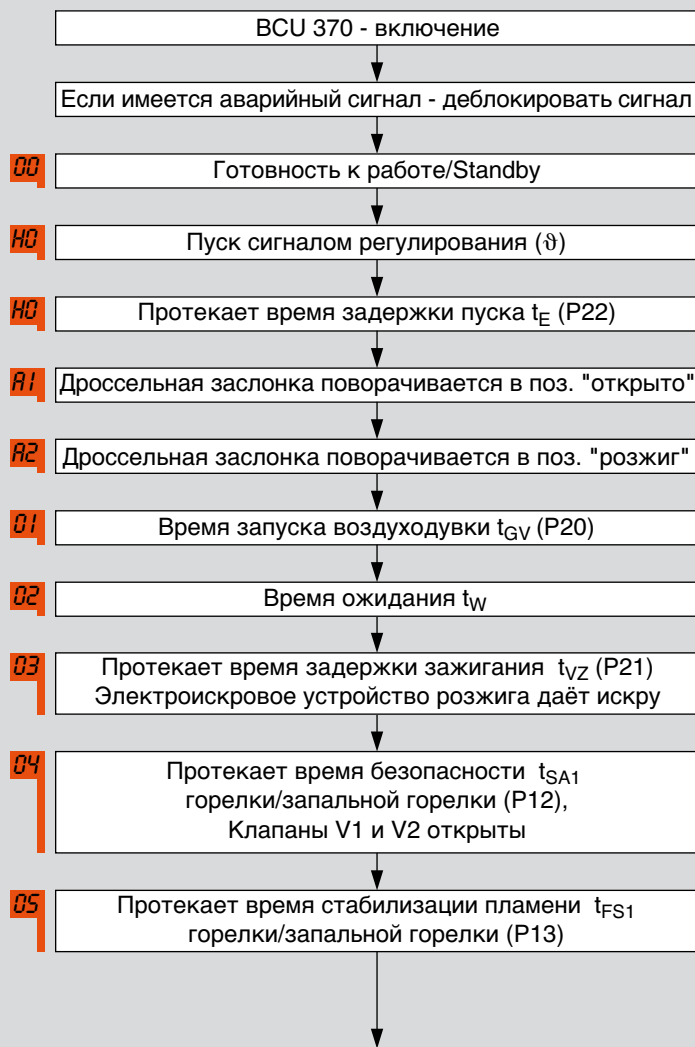 BCU 370 - включение
Если имеется аварийный сигнал - деблокировать сигнал
00
Готовность к работе/Standby
H0
Пуск сигналом регулирования (ϑ)
H0
Протекает время задержки пуска tE (P22)
A1
Дроссельная заслонка поворачивается в поз. "открыто"
A2
Дроссельная заслонка поворачивается в поз. "розжиг"
01
Время запуска воздуходувки tGV (P20)
02
Время ожидания tW
03
Протекает время задержки зажигания tVZ (P21)
Электроискровое устройство розжига даёт искру
04
Протекает время безопасности tSA1
горелки/запальной горелки (P12),
Клапаны V1 и V2 открыты
05
Протекает время стабилизации пламени tFS1
горелки/запальной горелки (P13)